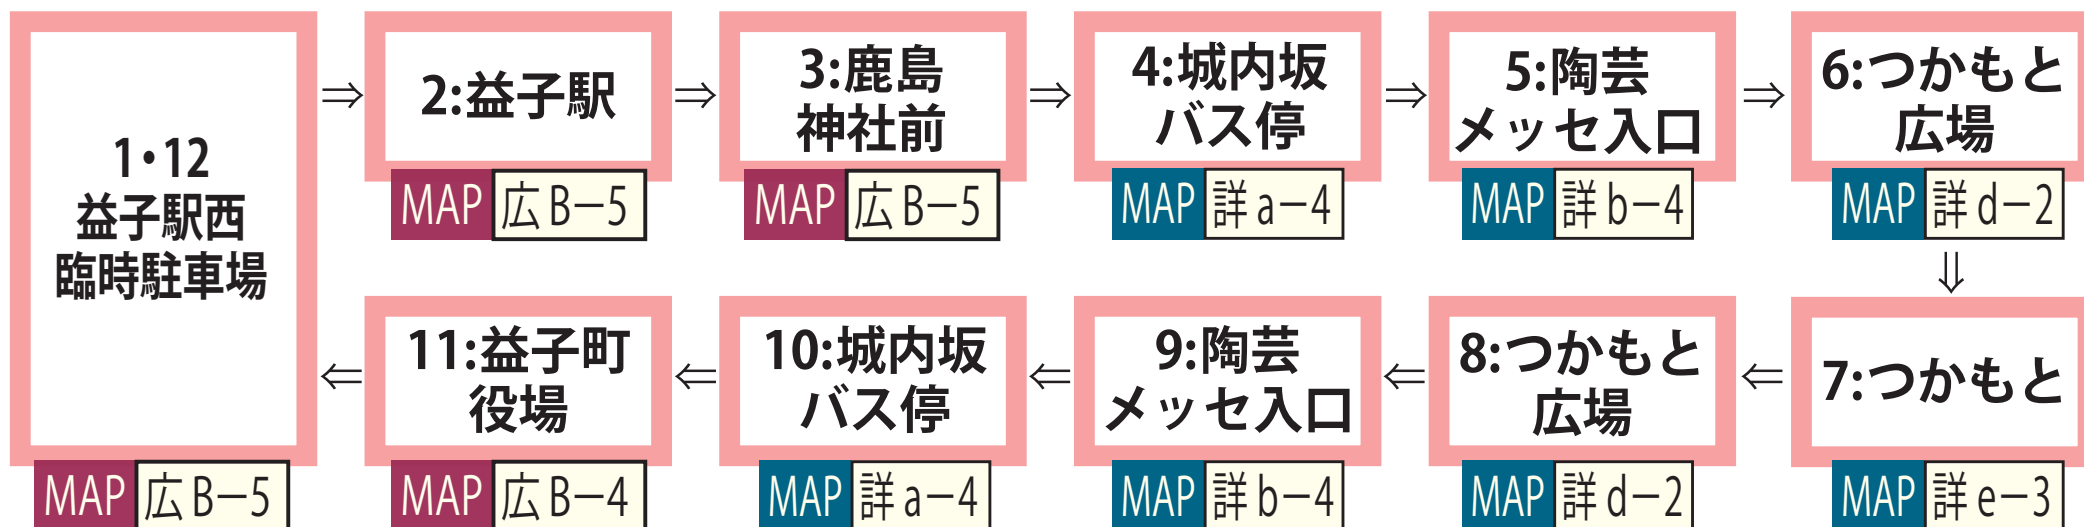 1・12
益子駅西
臨時駐車場
MAP 広B－5
⇒
2:益子駅
MAP 広B－5
⇒
3:鹿島
神社前
MAP 広B－5
⇒
4:城内坂
バス停
MAP 詳a－4
⇒
5:陶芸
メッセ入口
MAP 詳b－4
⇒
6:つかもと
広場
MAP 詳d－2
⇓
7:つかもと
MAP 詳e－3
⇐
8:つかもと
広場
MAP 詳d－2
⇐
9:陶芸
メッセ入口
MAP 詳b－4
⇐
10:城内坂
バス停
MAP 詳a－4
⇐
11:益子町
役場
MAP 広B－4
⇐